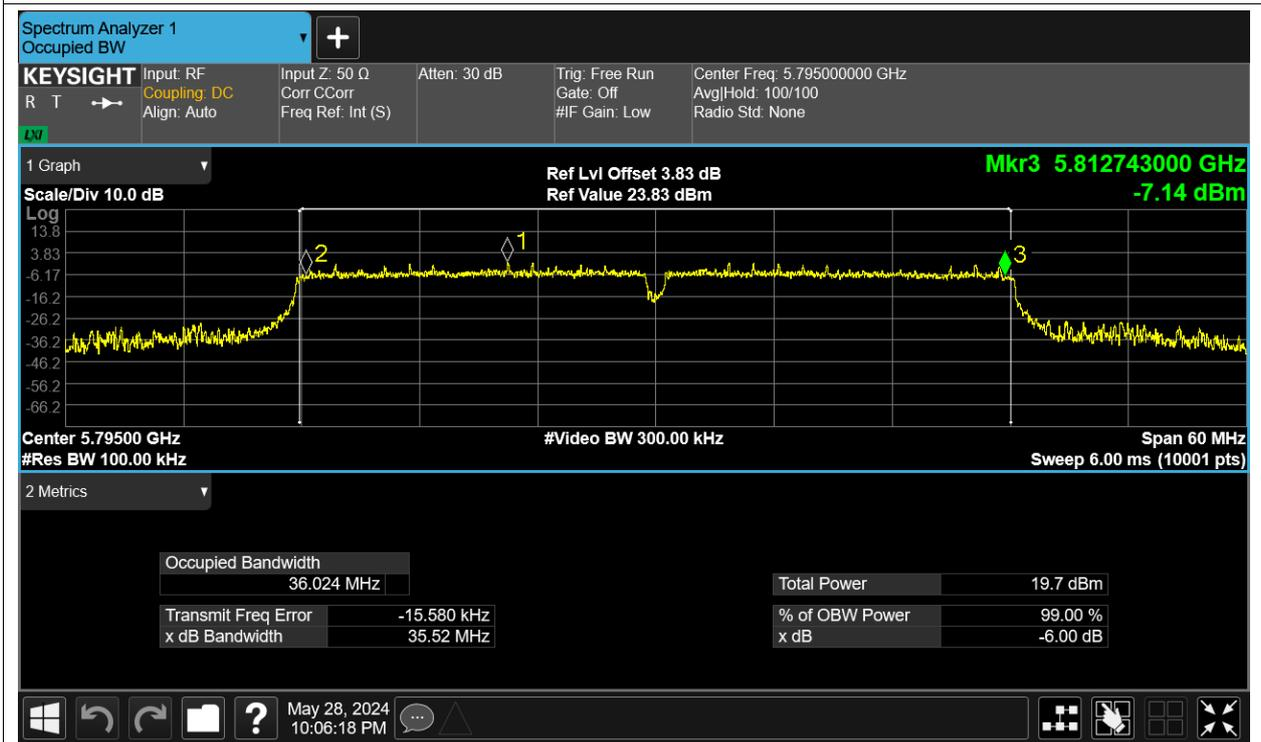 Spectrum Analyzer 1
Occupied BW
KEYSIGHT
R T
LXI
Input: RF
Coupling: DC
Align: Auto
Input Z: 50 Ω
Corr CCorr
Freq Ref: Int (S)
Atten: 30 dB
Trig: Free Run
Gate: Off
#IF Gain: Low
Center Freq: 5.795000000 GHz
Avg|Hold: 100/100
Radio Std: None
1 Graph
Scale/Div 10.0 dB
Ref Lvl Offset 3.83 dB
Ref Value 23.83 dBm
Mkr3 5.812743000 GHz
-7.14 dBm
Log
13.8
3.83
-6.17
-16.2
-26.2
-36.2
-46.2
-56.2
-66.2
2
1
3
Center 5.79500 GHz
#Res BW 100.00 kHz
#Video BW 300.00 kHz
Span 60 MHz
Sweep 6.00 ms (10001 pts)
2 Metrics
Occupied Bandwidth
36.024 MHz
Transmit Freq Error -15.580 kHz
x dB Bandwidth 35.52 MHz
Total Power 19.7 dBm
% of OBW Power 99.00 %
x dB -6.00 dB
May 28, 2024
10:06:18 PM